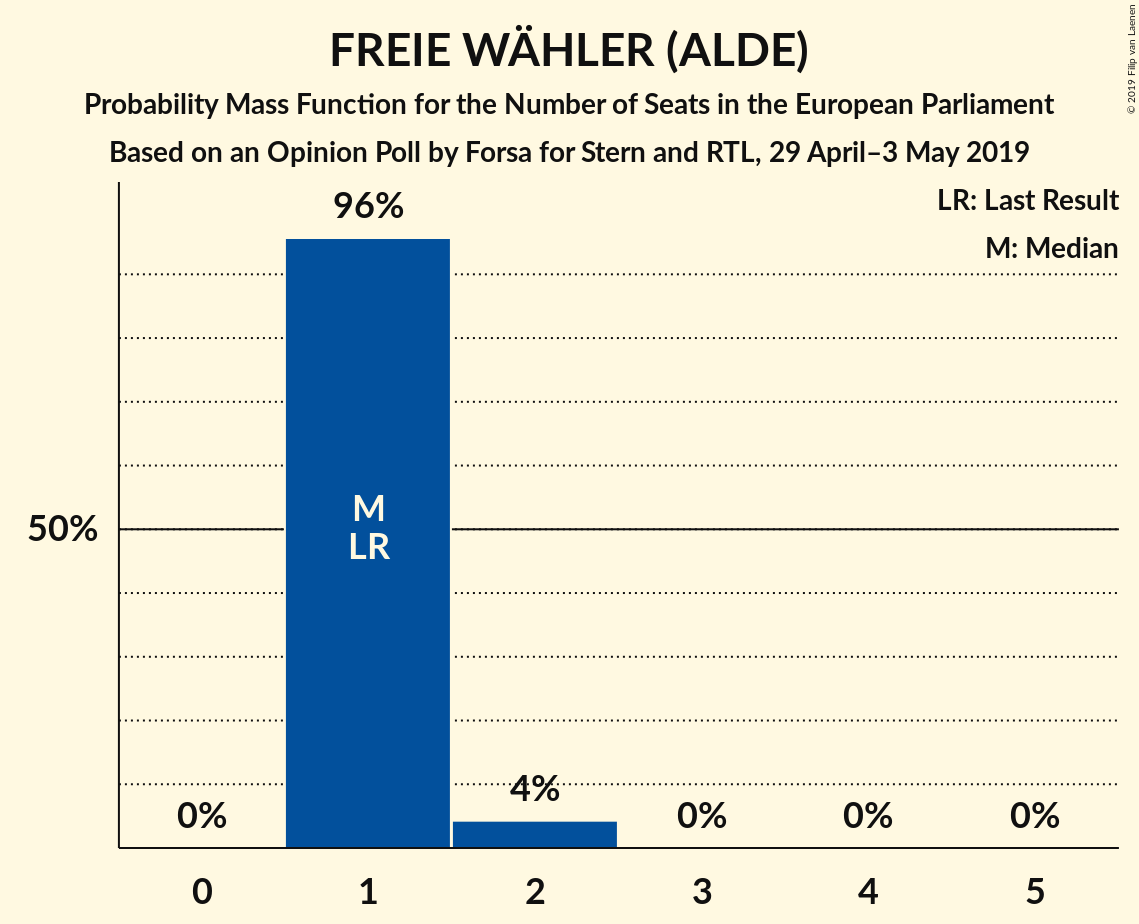 FREIE WÄHLER (ALDE)
Probability Mass Function for the Number of Seats in the European Parliament
Based on an Opinion Poll by Forsa for Stern and RTL, 29 April–3 May 2019
© 2019 Filip van Laenen
LR: Last Result
M: Median
96%
M
LR
50%
4%
0%
0%
0%
0%
0
1
2
3
4
5